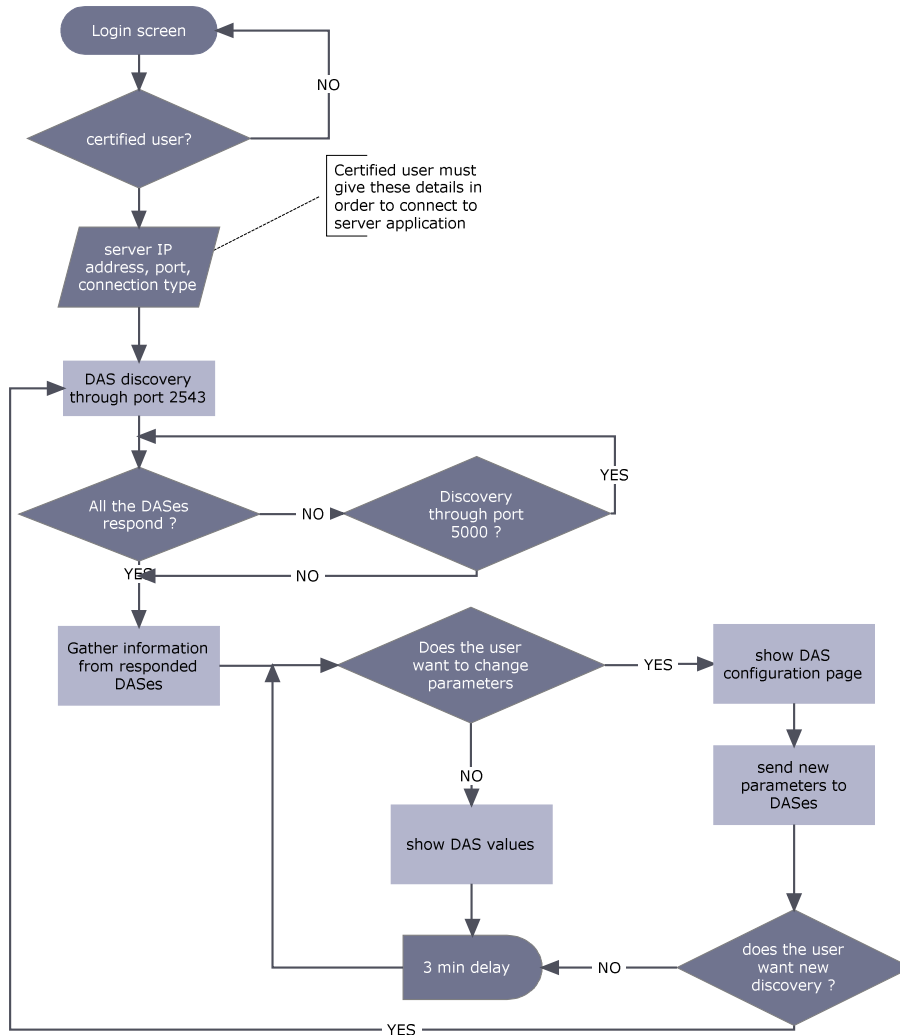 Login screen
NO
certified user?
Certified user must
give these details in
order to connect to
server application
server IP
address, port,
connection type
DAS discovery
through port 2543
YES
All the DASes
respond ?
NO
Discovery
through port
5000 ?
YES
NO
Gather information
from responded
DASes
Does the user
want to change
parameters
YES
show DAS
configuration page
NO
send new
parameters to
DASes
show DAS values
3 min delay
NO
does the user
want new
discovery ?
YES